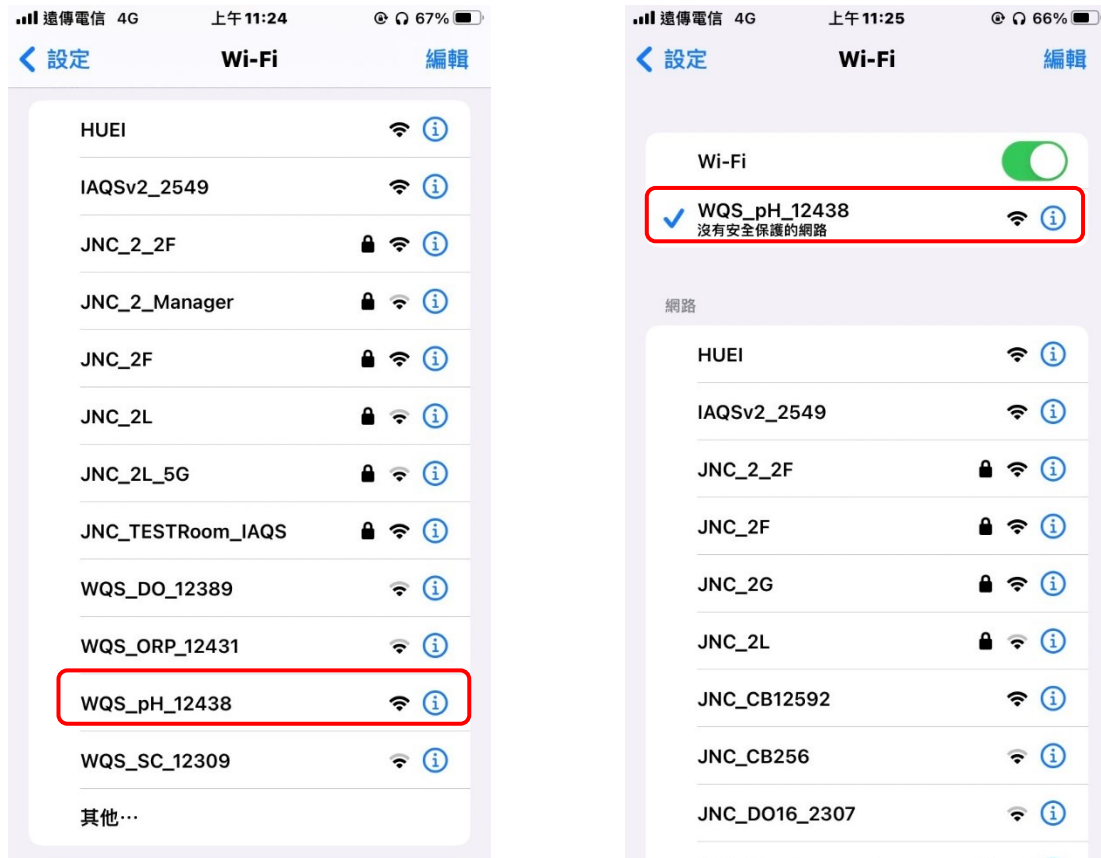 遠傳電信 4G 上午11:24 67%
設定 Wi-Fi 編輯
HUEI
IAQSv2_2549
JNC_2_2F
JNC_2_Manager
JNC_2F
JNC_2L
JNC_2L_5G
JNC_TESTRoom_IAQS
WQS_DO_12389
WQS_ORP_12431
WQS_pH_12438
WQS_SC_12309
其他…
遠傳電信 4G 上午11:25 66%
設定 Wi-Fi 編輯
Wi-Fi
WQS_pH_12438
沒有安全保護的網路
網路
HUEI
IAQSv2_2549
JNC_2_2F
JNC_2F
JNC_2G
JNC_2L
JNC_CB12592
JNC_CB256
JNC_DO16_2307